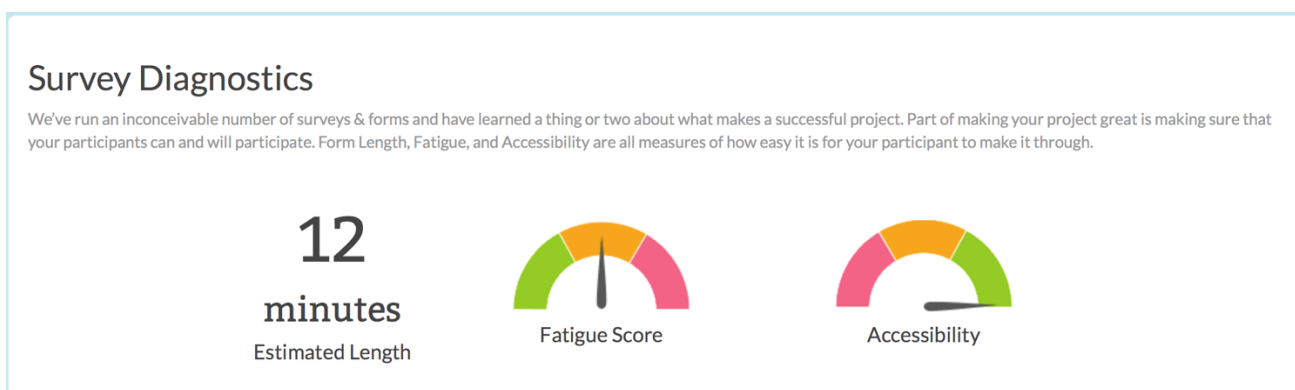 Survey Diagnostics
We’ve run an inconceivable number of surveys & forms and have learned a thing or two about what makes a successful project. Part of making your project great is making sure that
your participants can and will participate. Form Length, Fatigue, and Accessibility are all measures of how easy it is for your participant to make it through.
12
minutes
Estimated Length
Fatigue Score
Accessibility